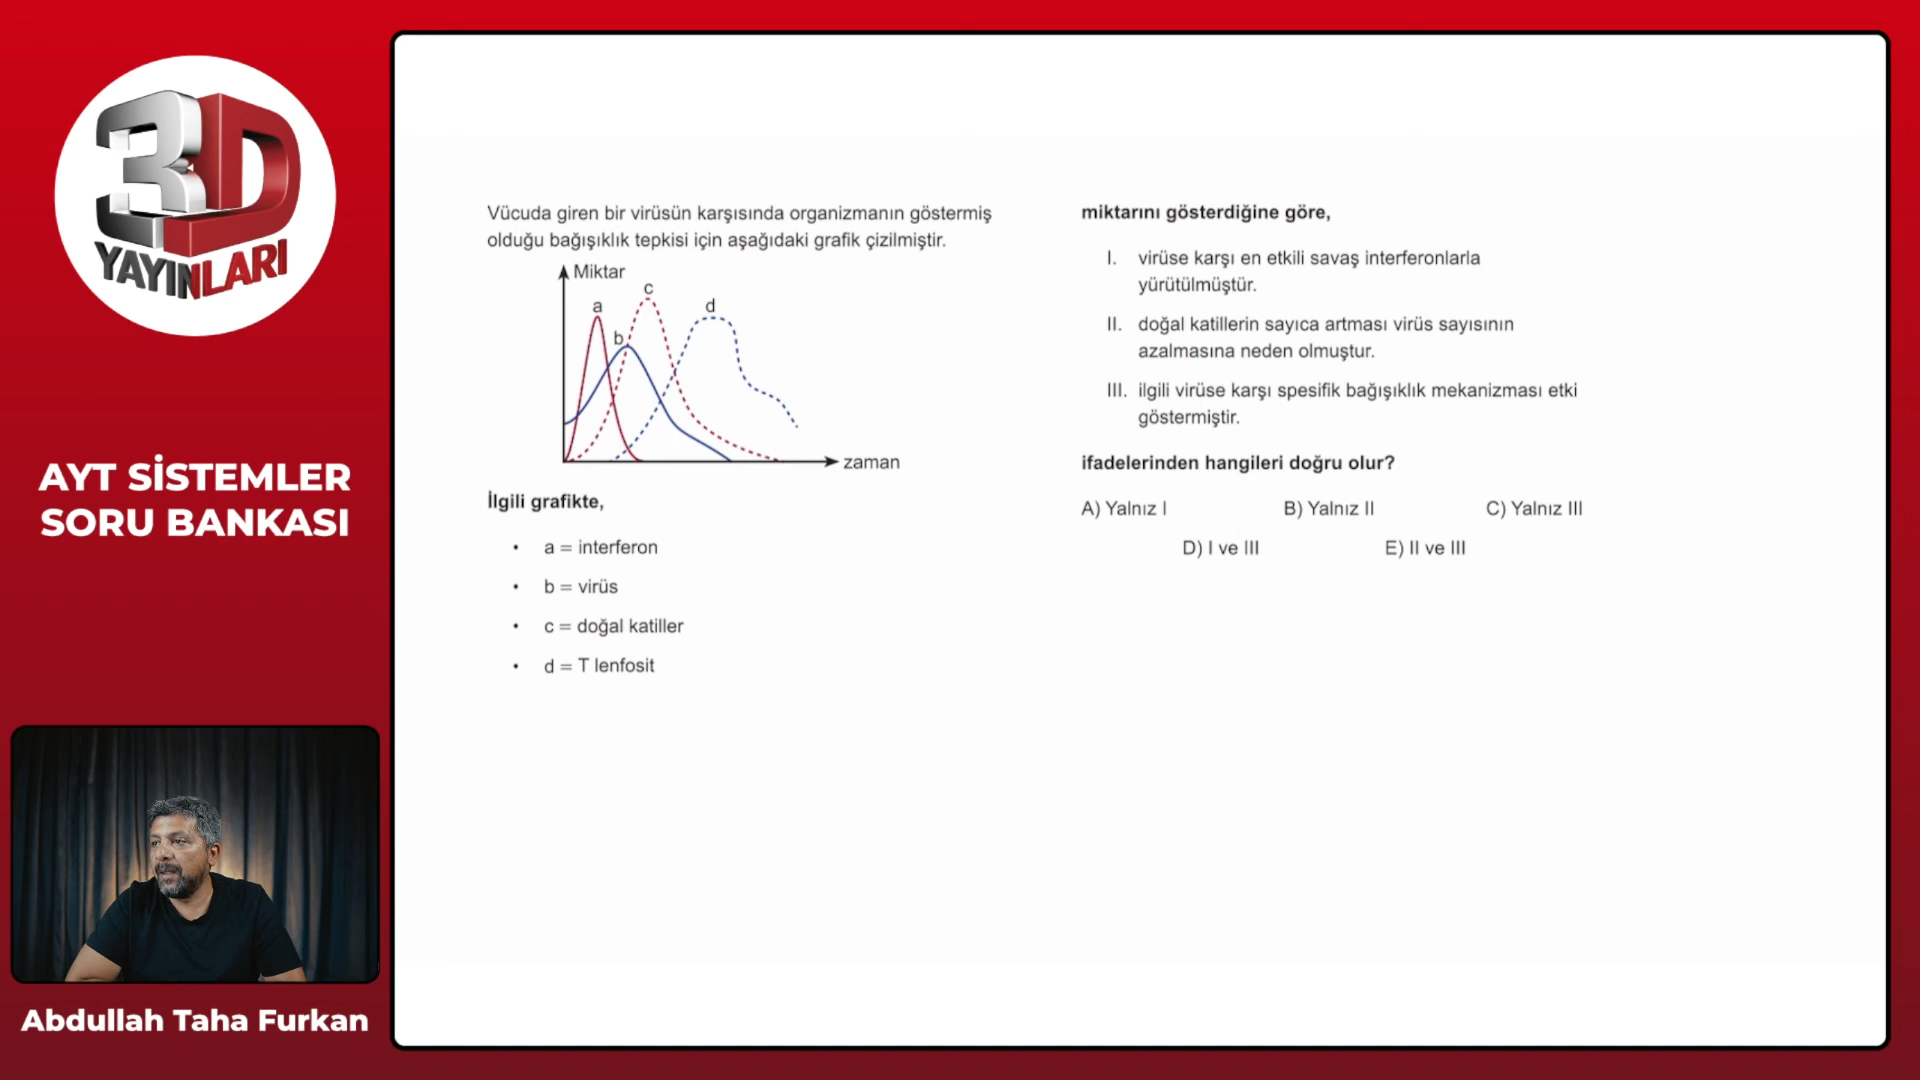 3D
YAYINLARI
AYT SİSTEMLER
SORU BANKASI
Abdullah Taha Furkan
Vücuda giren bir virüsün karşısında organizmanın göstermiş
olduğu bağışıklık tepkisi için aşağıdaki grafik çizilmiştir.
Miktar
a
b
c
d
zaman
İlgili grafikte,
• a = interferon
• b = virüs
• c = doğal katiller
• d = T lenfosit
miktarını gösterdiğine göre,
I. virüse karşı en etkili savaş interferonlarla
yürütülmüştür.
II. doğal katillerin sayıca artması virüs sayısının
azalmasına neden olmuştur.
III. ilgili virüse karşı spesifik bağışıklık mekanizması etki
göstermiştir.
ifadelerinden hangileri doğru olur?
A) Yalnız I B) Yalnız II C) Yalnız III
D) I ve III E) II ve III